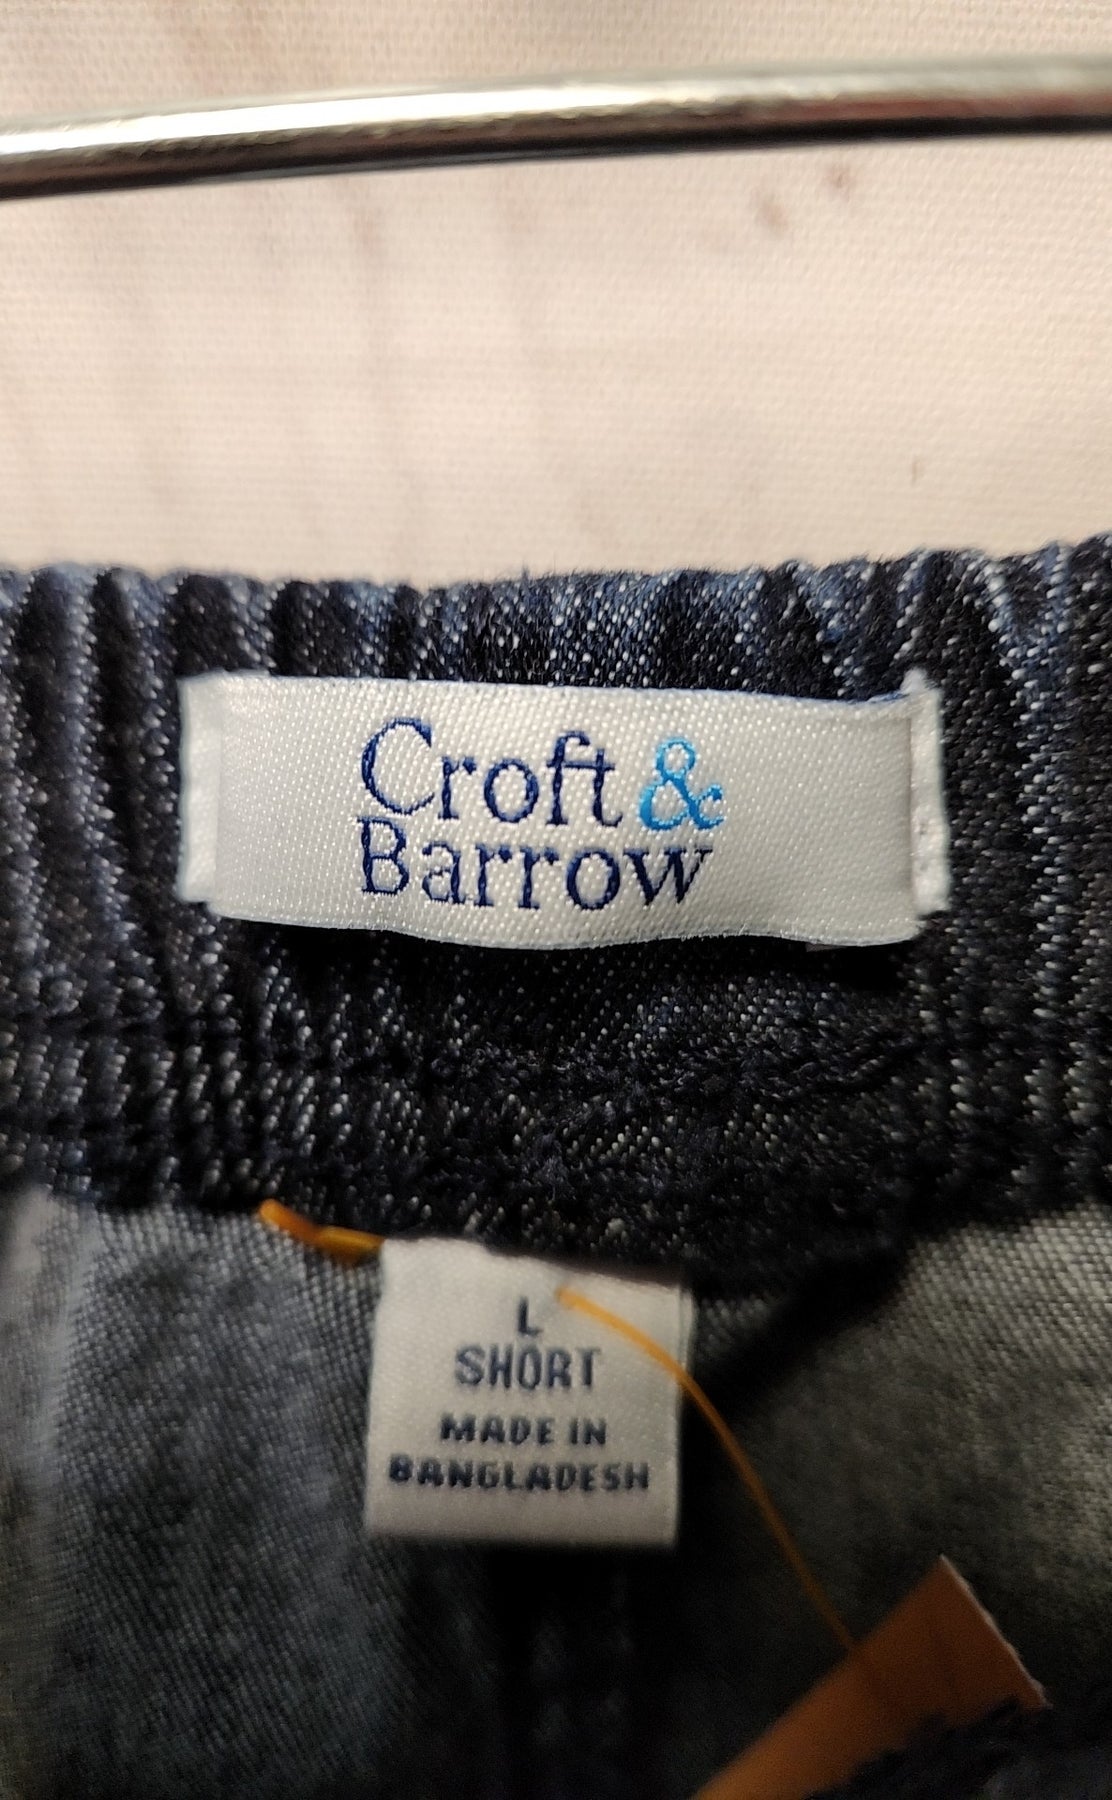 Croft &
Barrow
L
SHORT
MADE IN
BANGLADESH